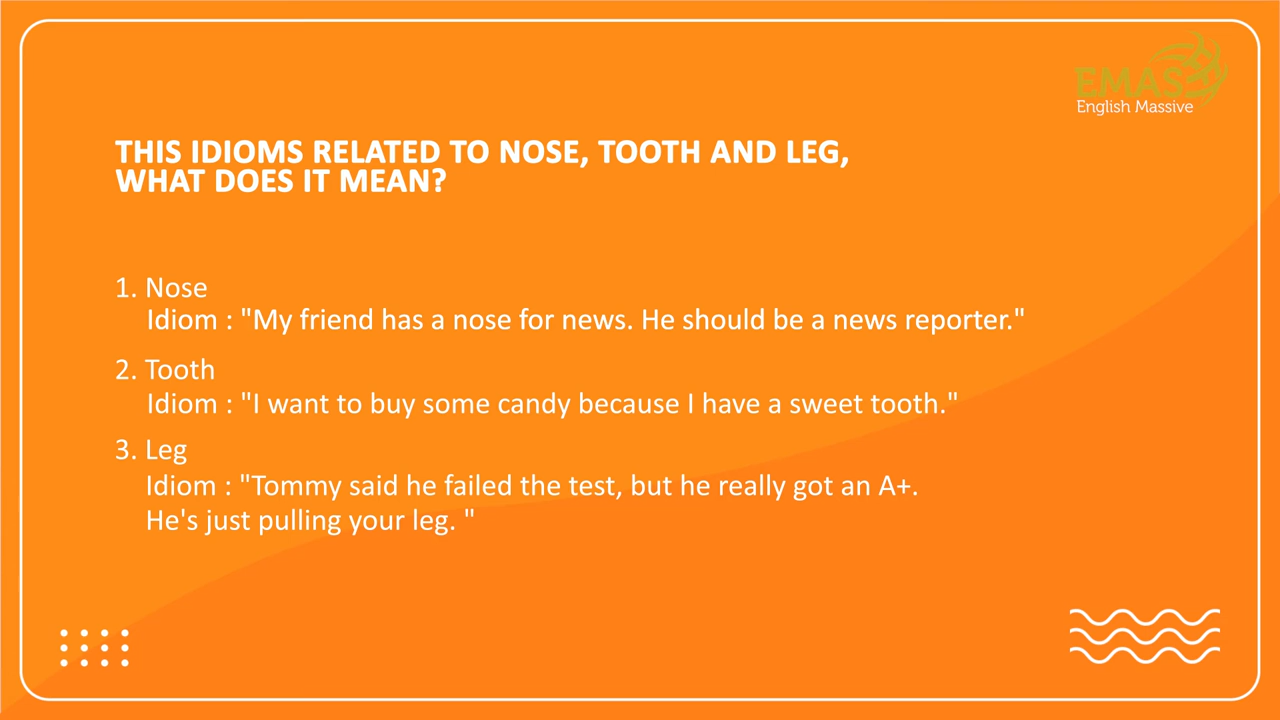 EMAS
English Massive
THIS IDIOMS RELATED TO NOSE, TOOTH AND LEG,
WHAT DOES IT MEAN?
1. Nose
Idiom : "My friend has a nose for news. He should be a news reporter."
2. Tooth
Idiom : "I want to buy some candy because I have a sweet tooth."
3. Leg
Idiom : "Tommy said he failed the test, but he really got an A+.
He's just pulling your leg. "